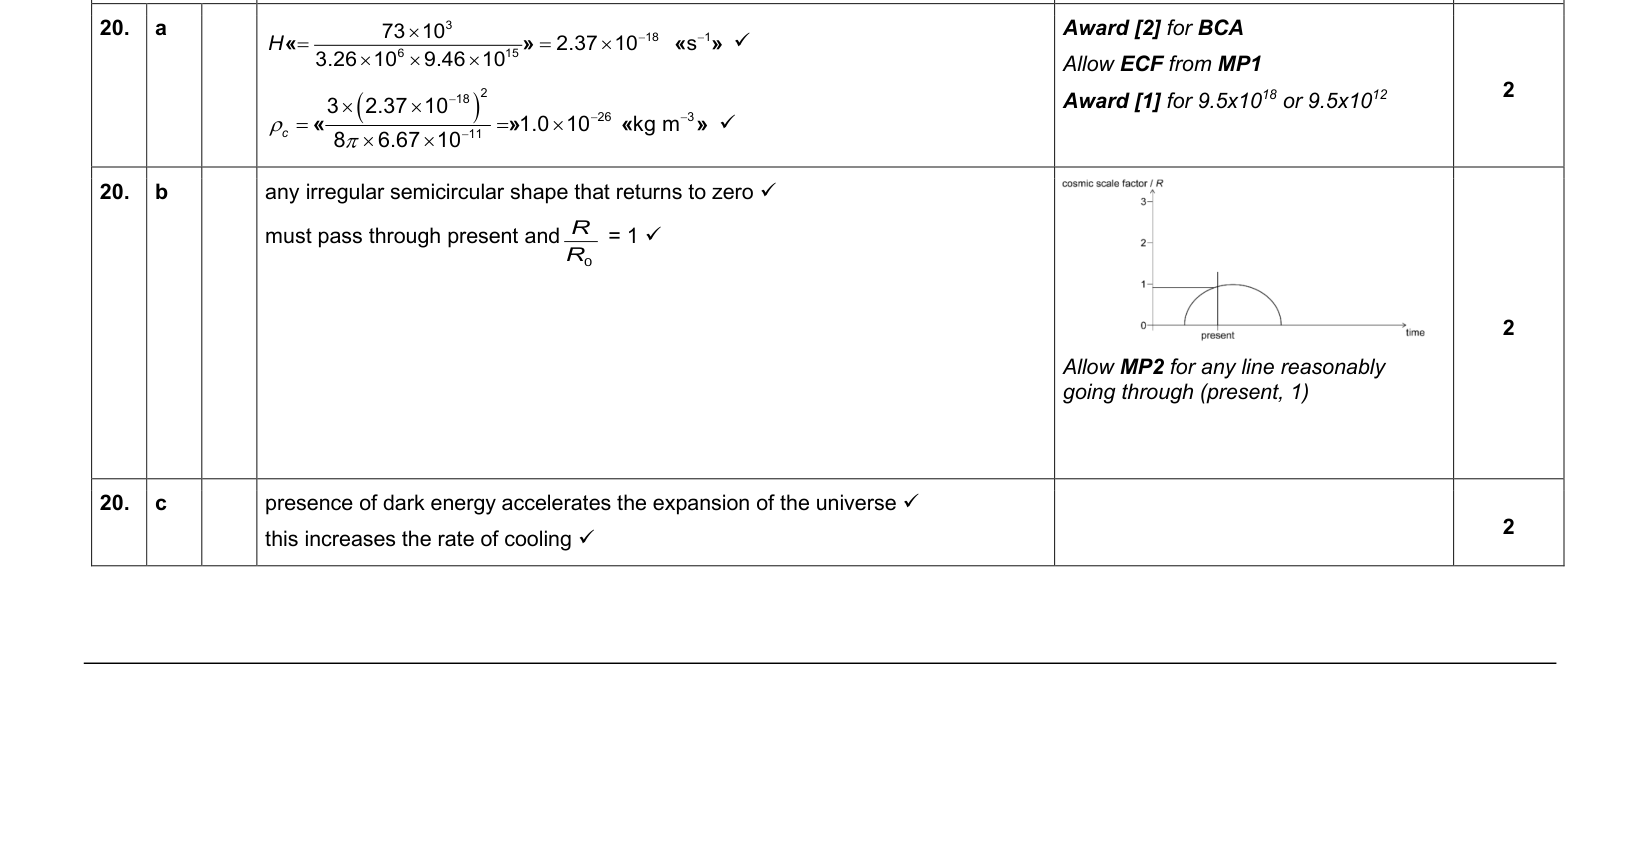 20. a H«= 73×10³ / 3.26×10⁶×9.46×10¹⁵ » = 2.37×10⁻¹⁸ «s⁻¹» ✓
ρc = « 3×(2.37×10⁻¹⁸)² / 8π×6.67×10⁻¹¹ =»1.0×10⁻²⁶ «kg m⁻³» ✓
Award [2] for BCA
Allow ECF from MP1
Award [1] for 9.5x10¹⁸ or 9.5x10¹²
2
20. b any irregular semicircular shape that returns to zero ✓
must pass through present and R / R₀ = 1 ✓
cosmic scale factor / R
3
2
1
0
present
time
Allow MP2 for any line reasonably
going through (present, 1)
2
20. c presence of dark energy accelerates the expansion of the universe ✓
this increases the rate of cooling ✓
2